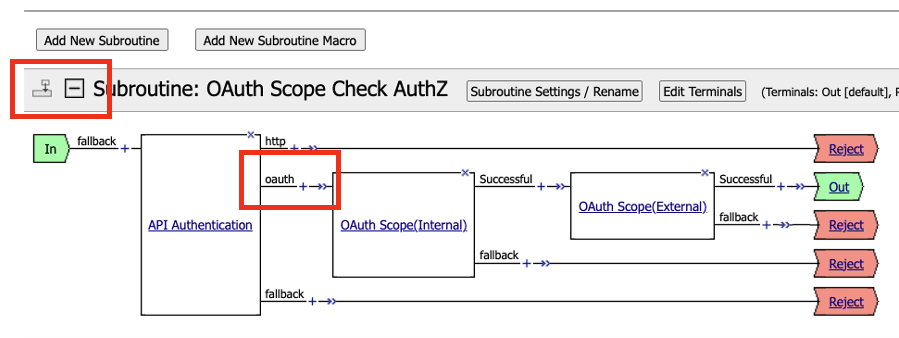 Add New Subroutine Add New Subroutine Macro
Subroutine: OAuth Scope Check AuthZ Subroutine Settings / Rename Edit Terminals (Terminals: Out [default], R
In fallback + × http + Reject
oauth + × Successful + × Successful + Out
API Authentication OAuth Scope(Internal) OAuth Scope(External) fallback + Reject
fallback + Reject
fallback + Reject